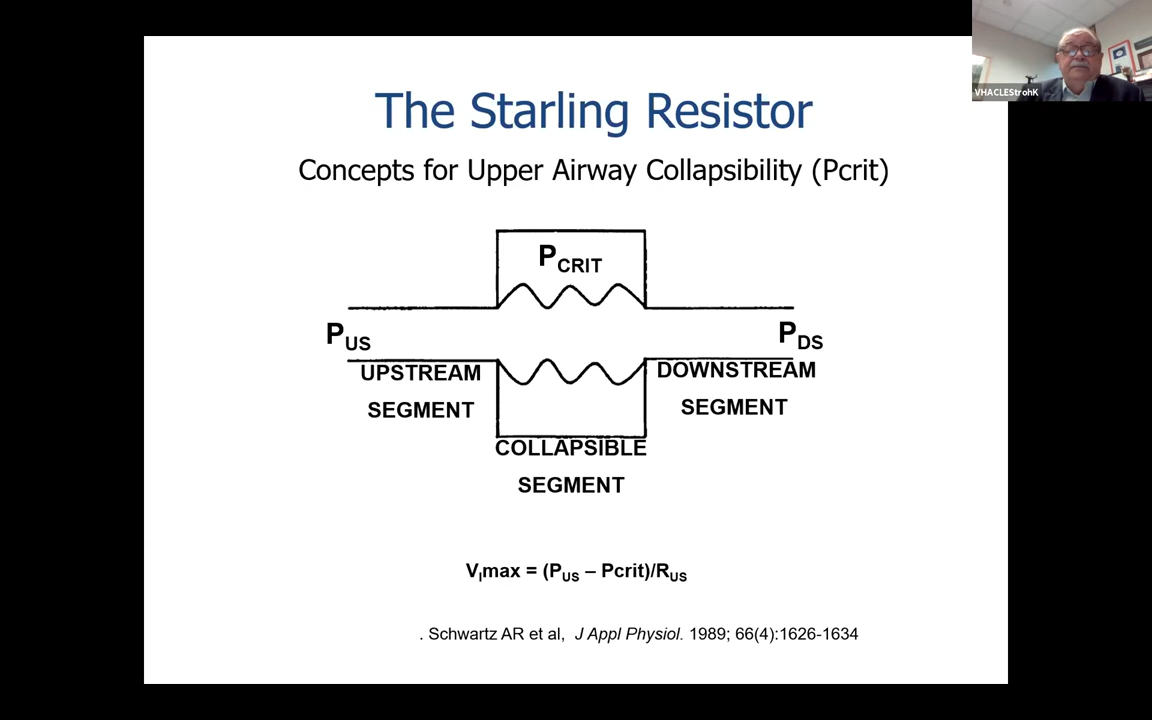 VHACLEStrohK
The Starling Resistor
Concepts for Upper Airway Collapsibility (Pcrit)
PCRIT
PUS
PDS
UPSTREAM
SEGMENT
DOWNSTREAM
SEGMENT
COLLAPSIBLE
SEGMENT
VImax = (PUS – Pcrit)/RUS
. Schwartz AR et al, J Appl Physiol. 1989; 66(4):1626-1634